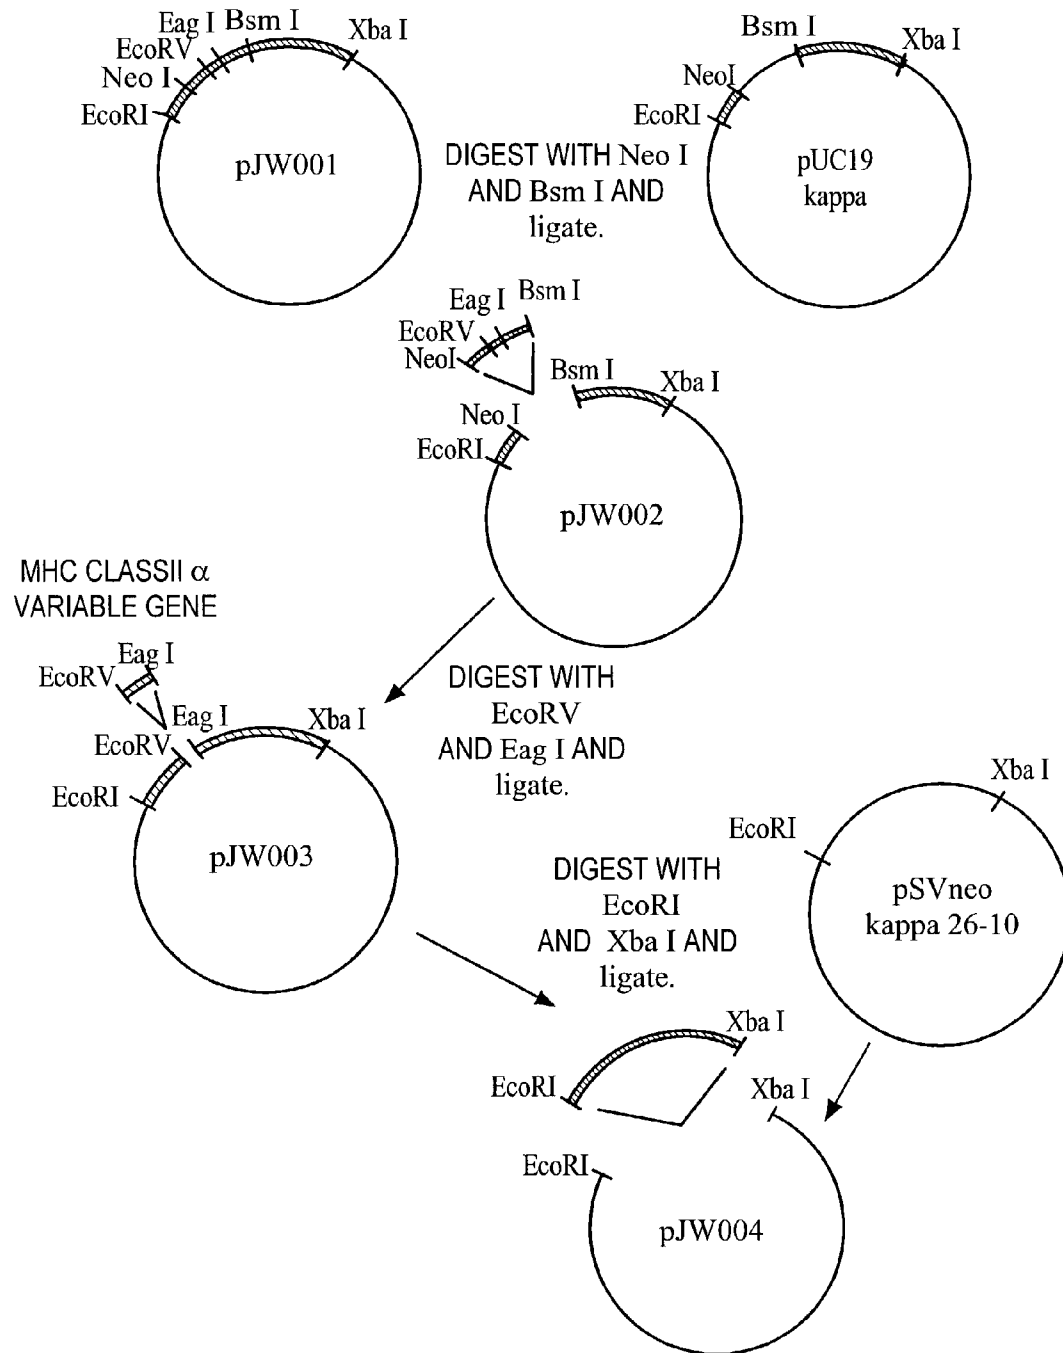 Eag I
Bsm I
Xba I
EcoRV
Neo I
EcoRI
pJW001
DIGEST WITH Neo I
AND Bsm I AND
ligate.
Bsm I
Xba I
NeoI
EcoRI
pUC19
kappa
Eag I
Bsm I
EcoRV
NeoI
Bsm I
Xba I
Neo I
EcoRI
pJW002
MHC CLASSII α
VARIABLE GENE
Eag I
EcoRV
Eag I
Xba I
EcoRV
EcoRI
pJW003
DIGEST WITH
EcoRV
AND Eag I AND
ligate.
Xba I
EcoRI
pSVneo
kappa 26-10
DIGEST WITH
EcoRI
AND Xba I AND
ligate.
Xba I
EcoRI
Xba I
EcoRI
pJW004